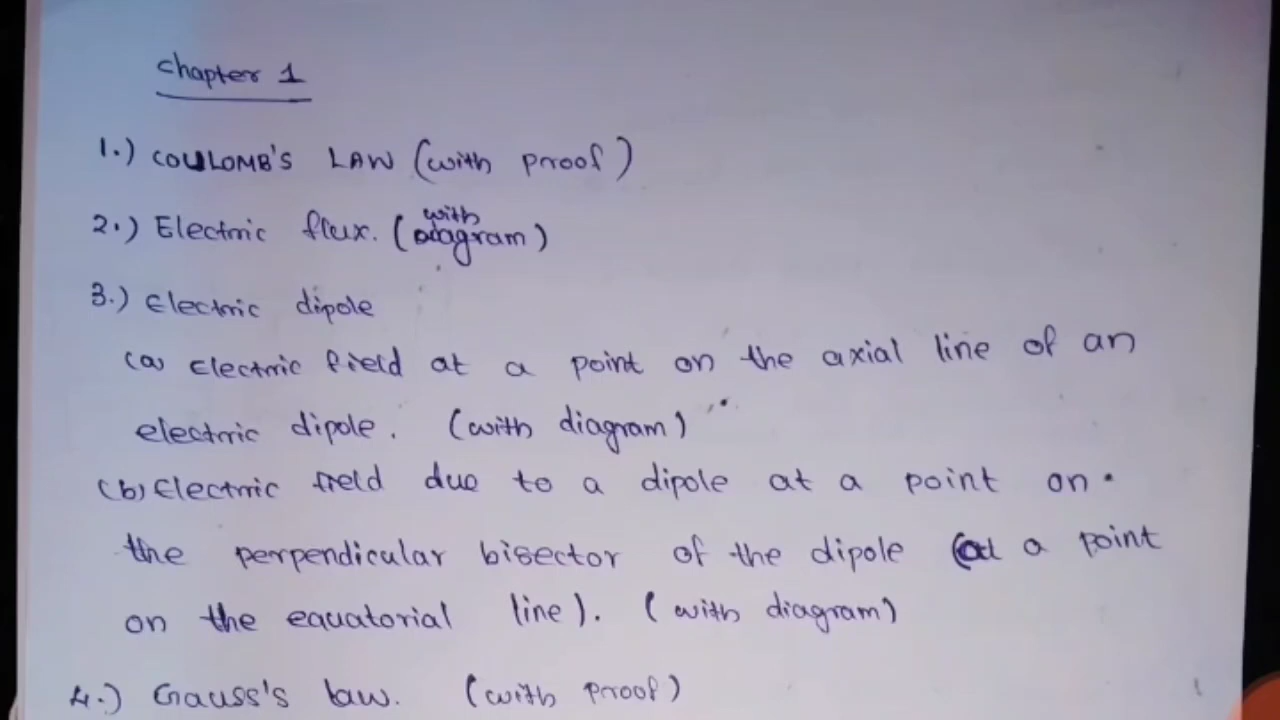 Chapter 1
1.) COULOMB'S LAW (with proof)
2.) Electric flux. (with Diagram)
3.) Electric dipole
(a) Electric field at a point on the axial line of an
electric dipole. (with diagram)
(b) Electric field due to a dipole at a point on
the perpendicular bisector of the dipole (at a point
on the equatorial line). (with diagram)
4.) Gauss's law. (with proof)